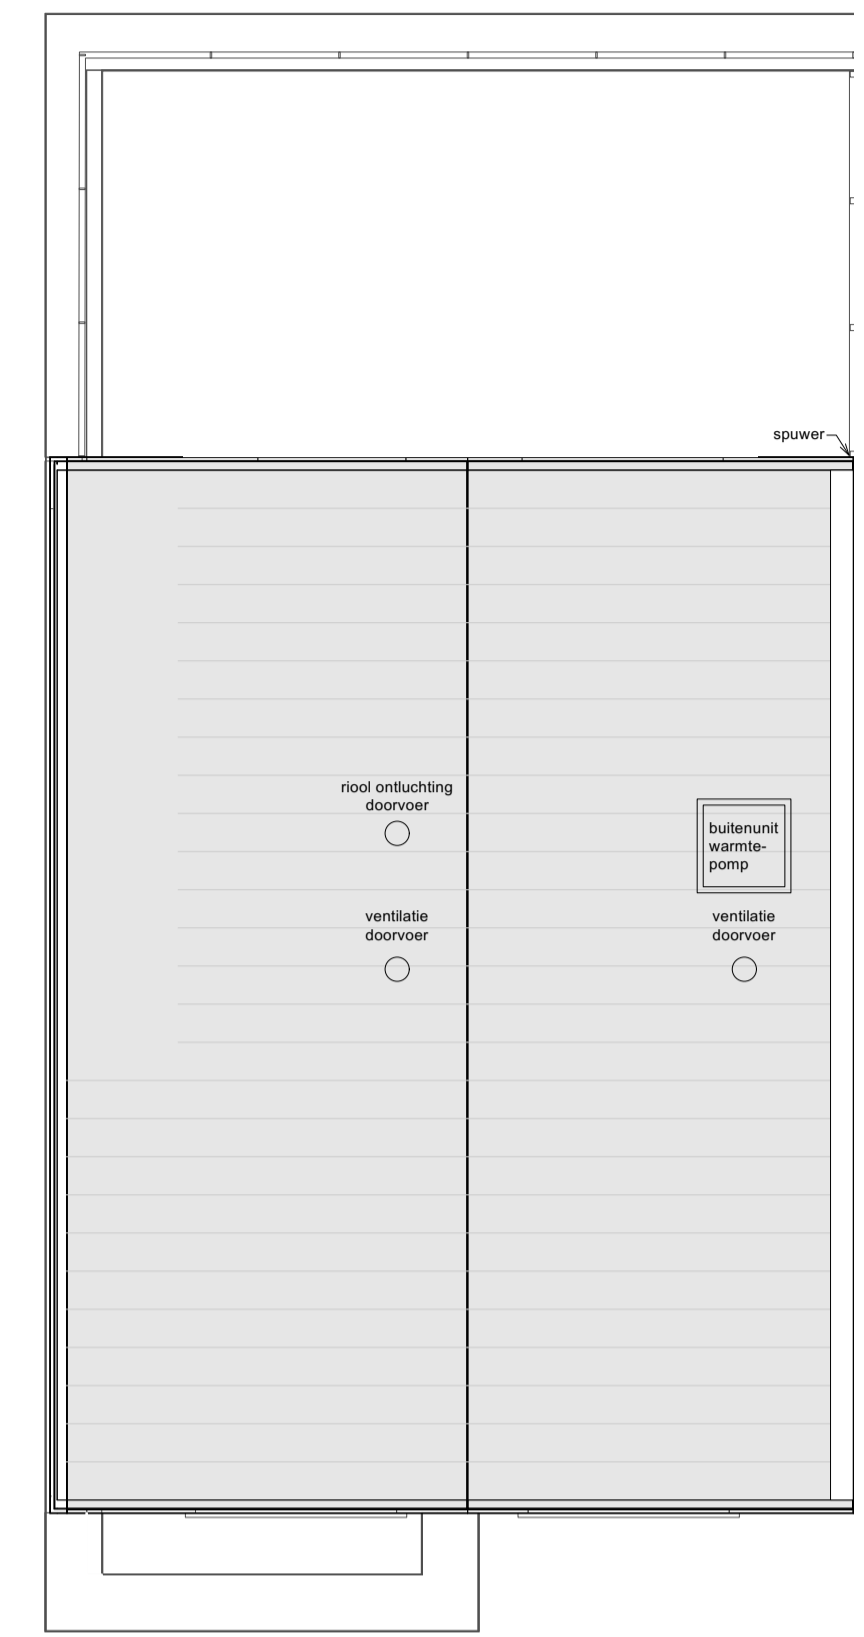 spuwer
riool ontluchting
doorvoer
buitenunit
warmte-
pomp
ventilatie
doorvoer
ventilatie
doorvoer